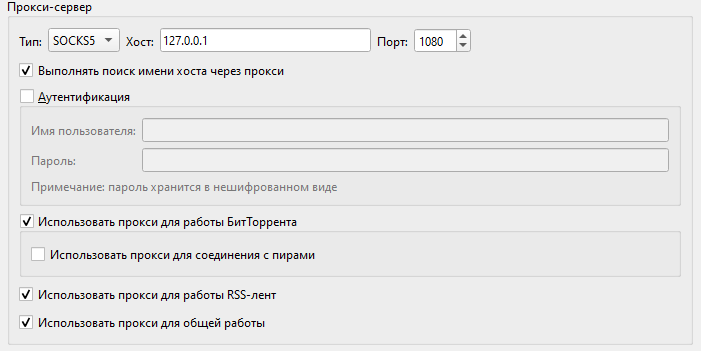 Прокси-сервер
Тип: SOCKS5 Хост: 127.0.0.1 Порт: 1080
Выполнять поиск имени хоста через прокси
Аутентификация
Имя пользователя:
Пароль:
Примечание: пароль хранится в нешифрованном виде
Использовать прокси для работы БитТоррента
Использовать прокси для соединения с пирами
Использовать прокси для работы RSS-лент
Использовать прокси для общей работы